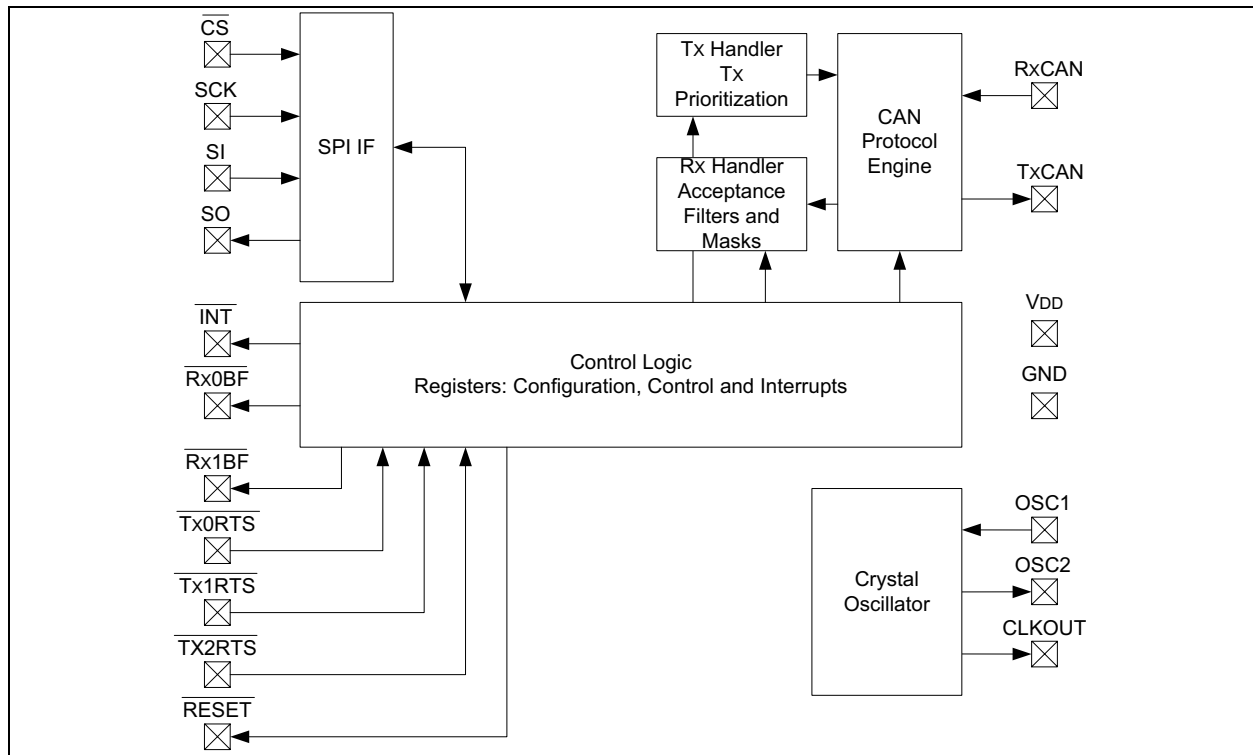 CS
SCK
SI
SO
SPI IF
Tx Handler
Tx
Prioritization
Rx Handler
Acceptance
Filters and
Masks
CAN
Protocol
Engine
RxCAN
TxCAN
INT
Rx0BF
Control Logic
Registers: Configuration, Control and Interrupts
VDD
GND
Rx1BF
Tx0RTS
Tx1RTS
TX2RTS
RESET
Crystal
Oscillator
OSC1
OSC2
CLKOUT